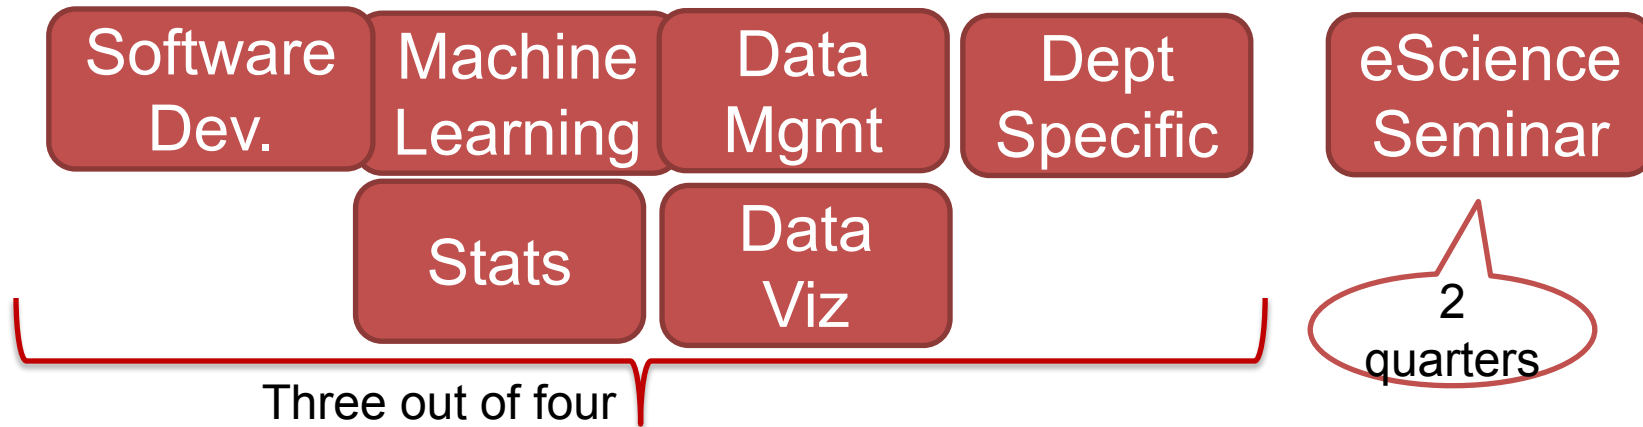 Software
Dev.
Machine
Learning
Data
Mgmt
Dept
Specific
eScience
Seminar
Stats
Data
Viz
2
quarters
Three out of four